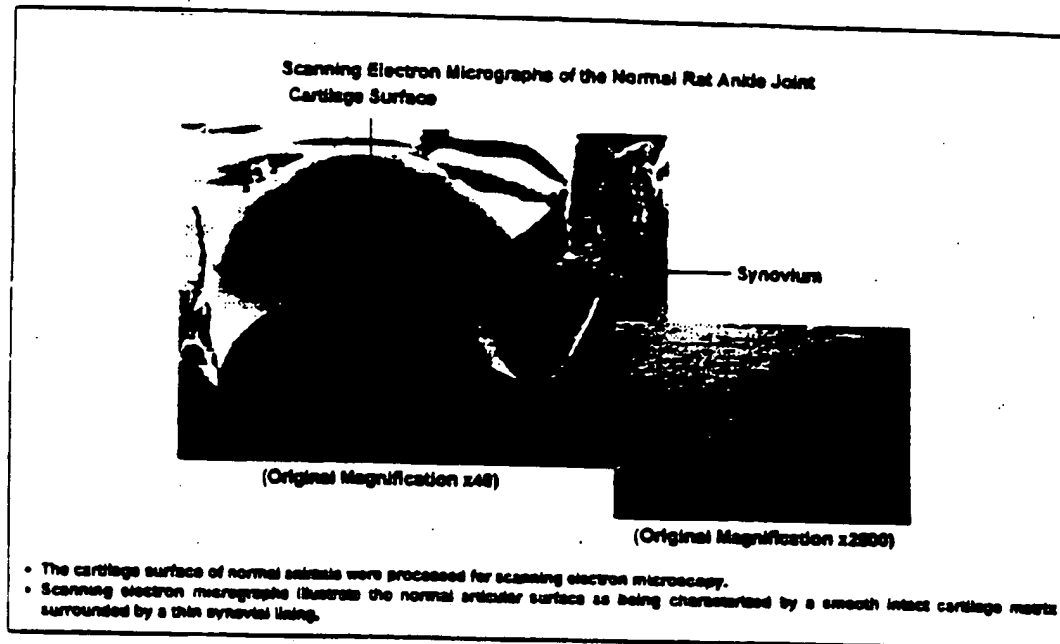 Scanning Electron Micrographs of the Normal Rat Ankle Joint
Cartilage Surface
Synovium
(Original Magnification x40)
(Original Magnification x2500)
• The cartilage surface of normal animals were processed for scanning electron microscopy.
• Scanning electron micrographs illustrate the normal articular surface as being characterized by a smooth intact cartilage matrix
surrounded by a thin synovial lining.